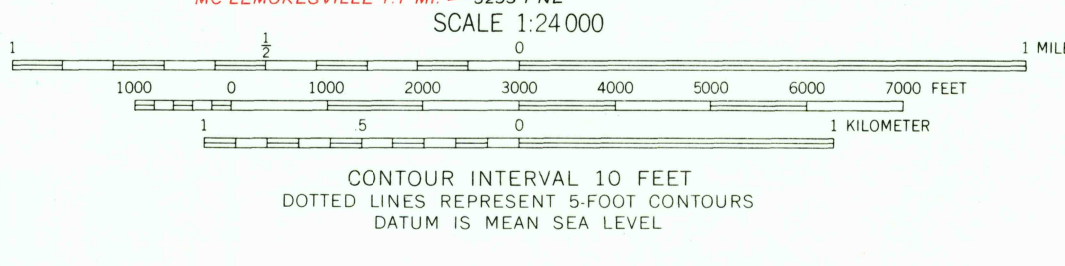 SCALE 1:24 000
1 1/2 0 1 MILE
1000 0 1000 2000 3000 4000 5000 6000 7000 FEET
1 .5 0 1 KILOMETER
CONTOUR INTERVAL 10 FEET
DOTTED LINES REPRESENT 5-FOOT CONTOURS
DATUM IS MEAN SEA LEVEL